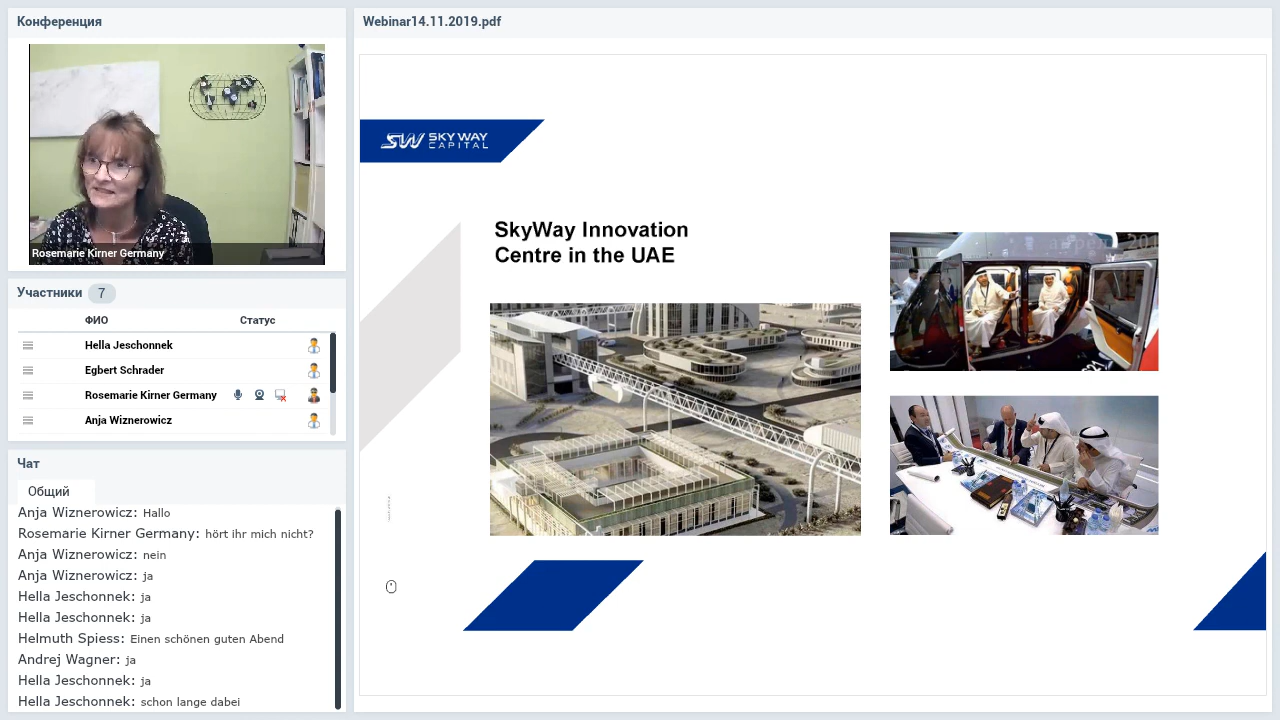 Конференция
Rosemarie Kirner Germany
Участники 7
ФИО Статус
Hella Jeschonnek
Egbert Schrader
Rosemarie Kirner Germany
Anja Wiznerowicz
Чат
Общий
Anja Wiznerowicz: Hallo
Rosemarie Kirner Germany: hört ihr mich nicht?
Anja Wiznerowicz: nein
Anja Wiznerowicz: ja
Hella Jeschonnek: ja
Hella Jeschonnek: ja
Helmuth Spiess: Einen schönen guten Abend
Andrej Wagner: ja
Hella Jeschonnek: ja
Hella Jeschonnek: schon lange dabei
Webinar14.11.2019.pdf
SW SKYWAY
CAPITAL
SkyWay Innovation
Centre in the UAE